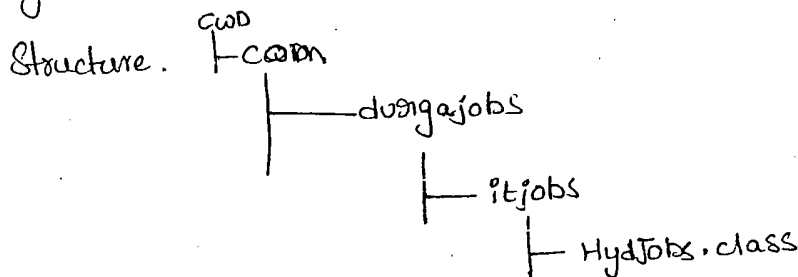 CWD
Structure.
com
durgajobs
itjobs
HydJobs.class